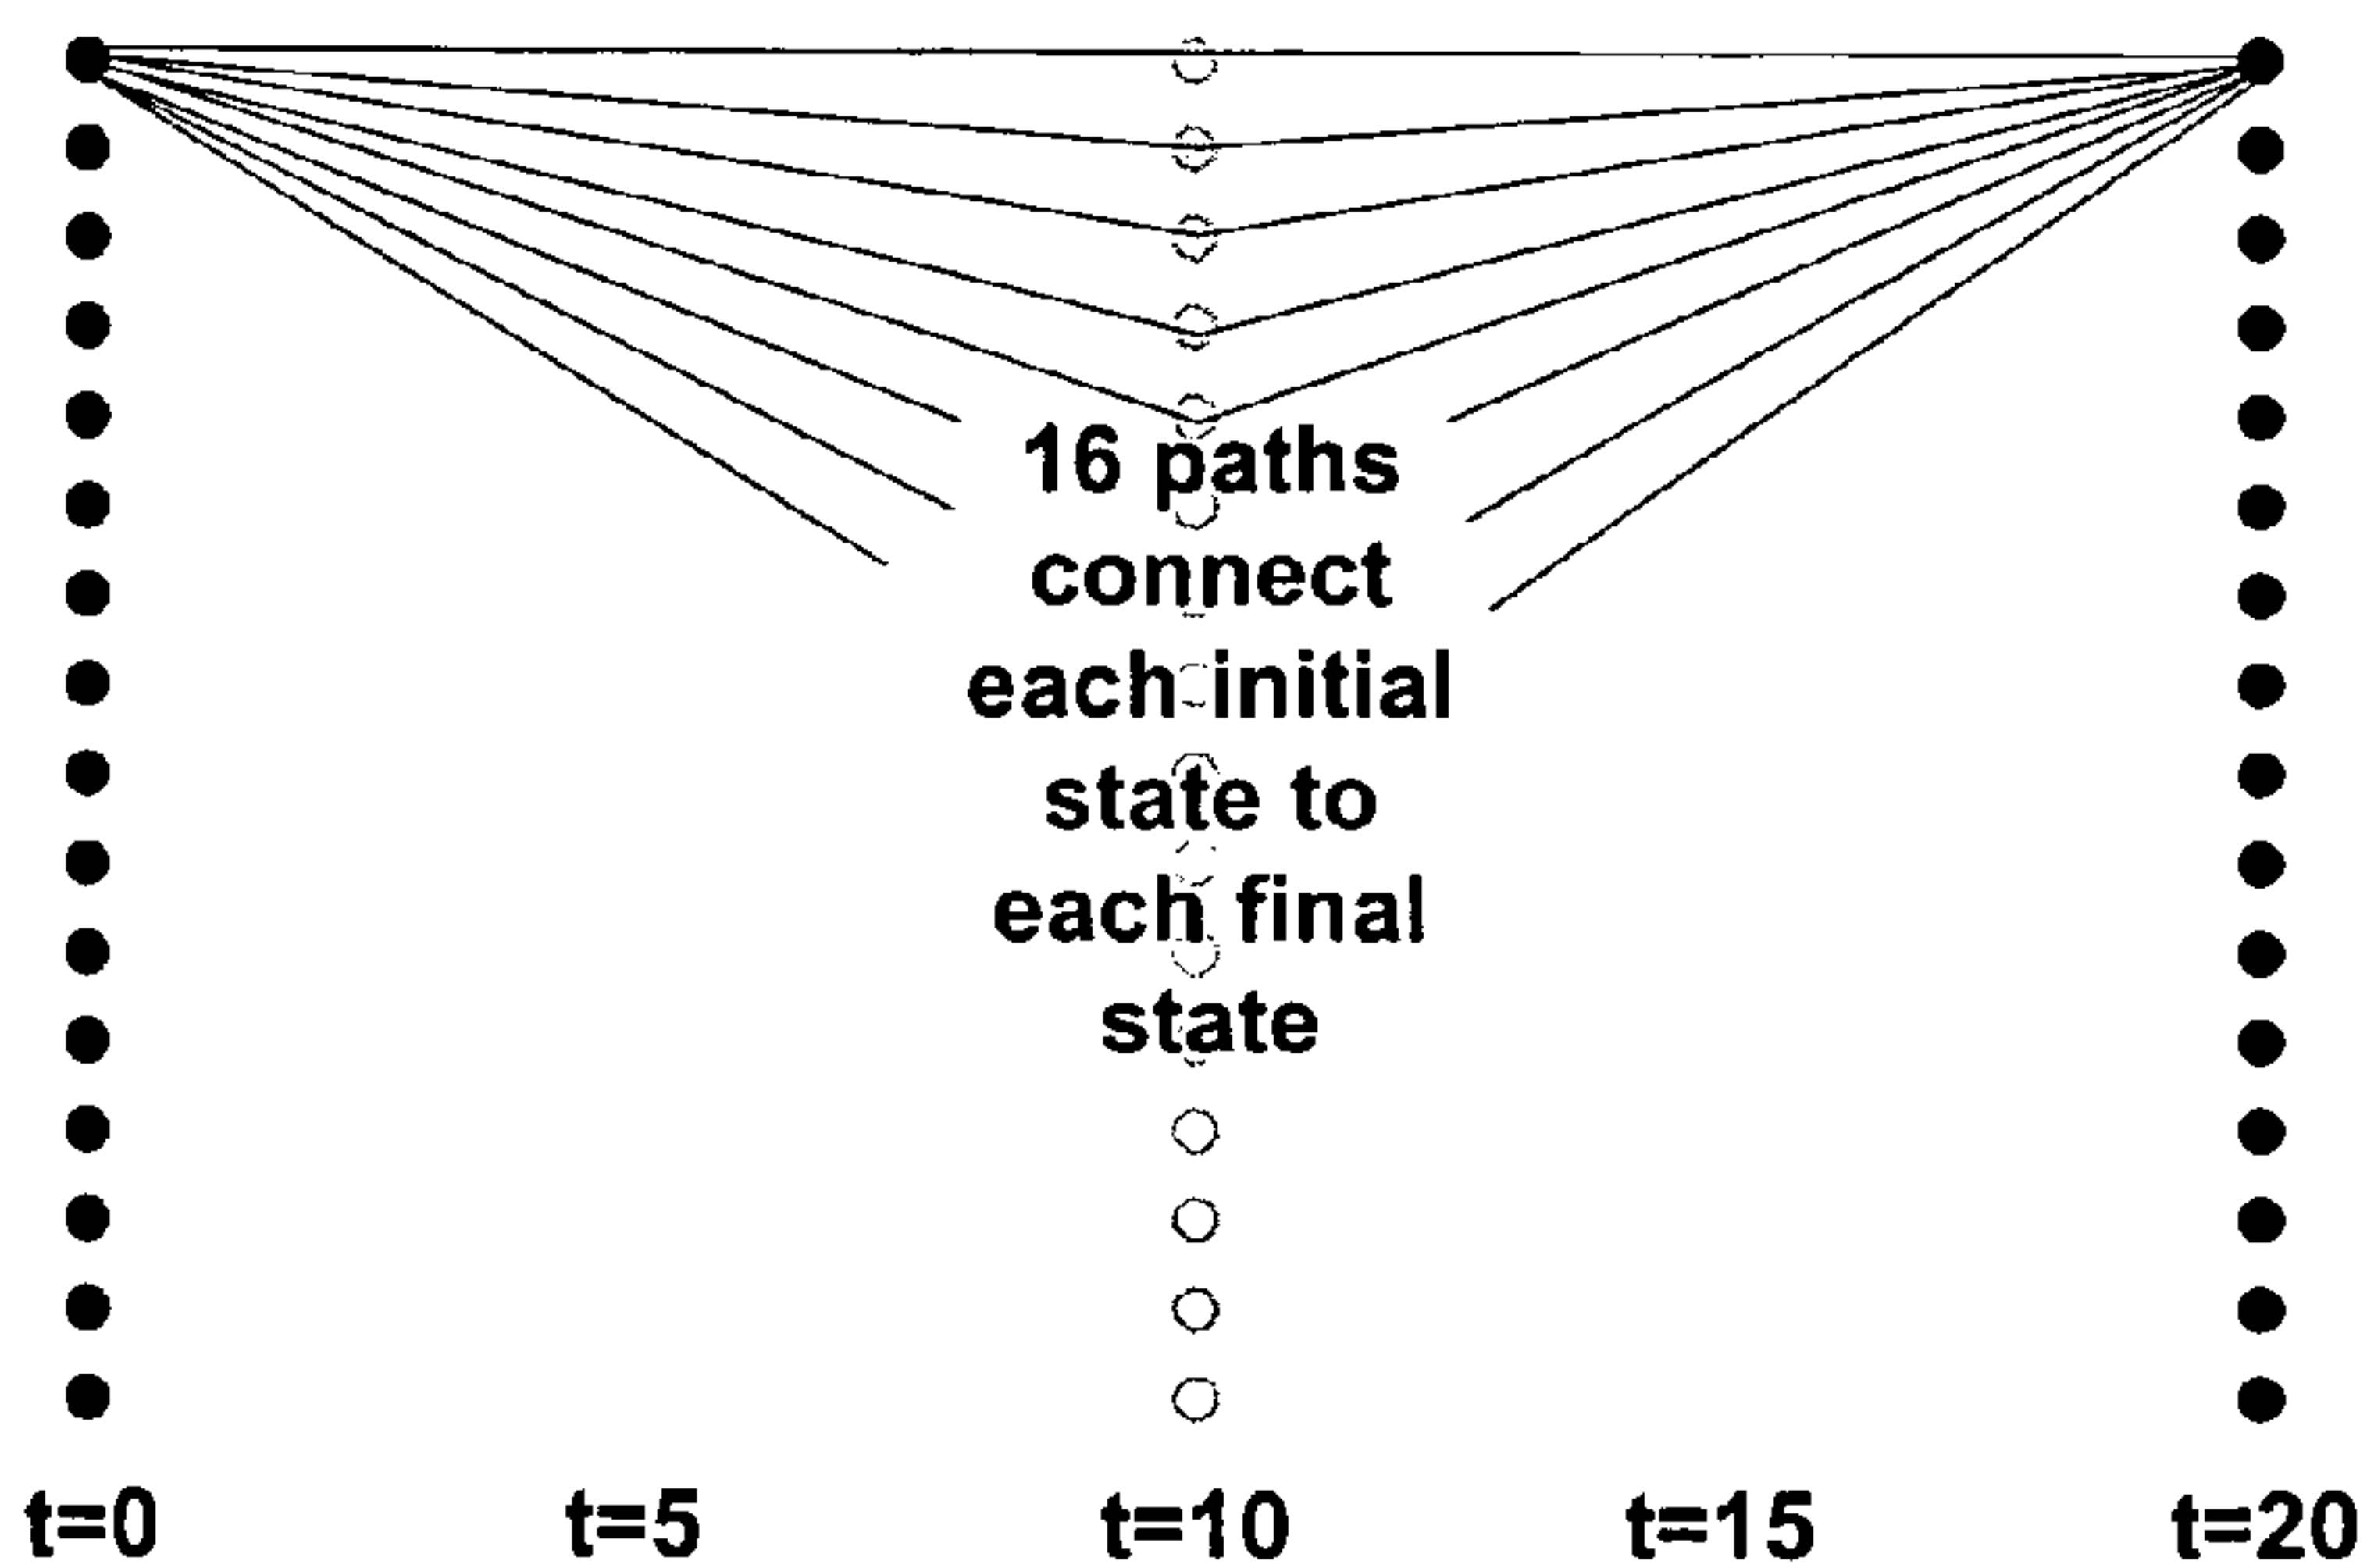 16 paths
connect
each initial
state to
each final
state
t=0 t=5 t=10 t=15 t=20